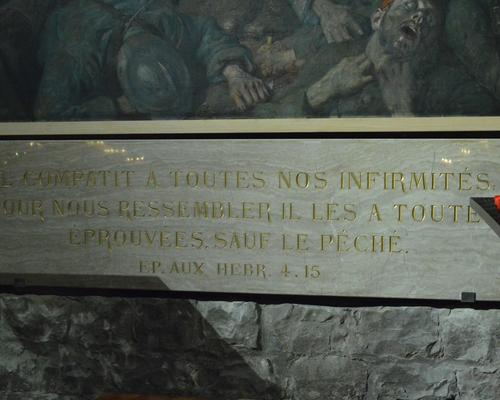 L COMPATIT A TOUTES NOS INFIRMITÉS,
OUR NOUS RESSEMBLER IL LES A TOUTE
ÉPROUVÉES, SAUF LE PÉCHÉ.
EP. AUX HEBR. 4.15